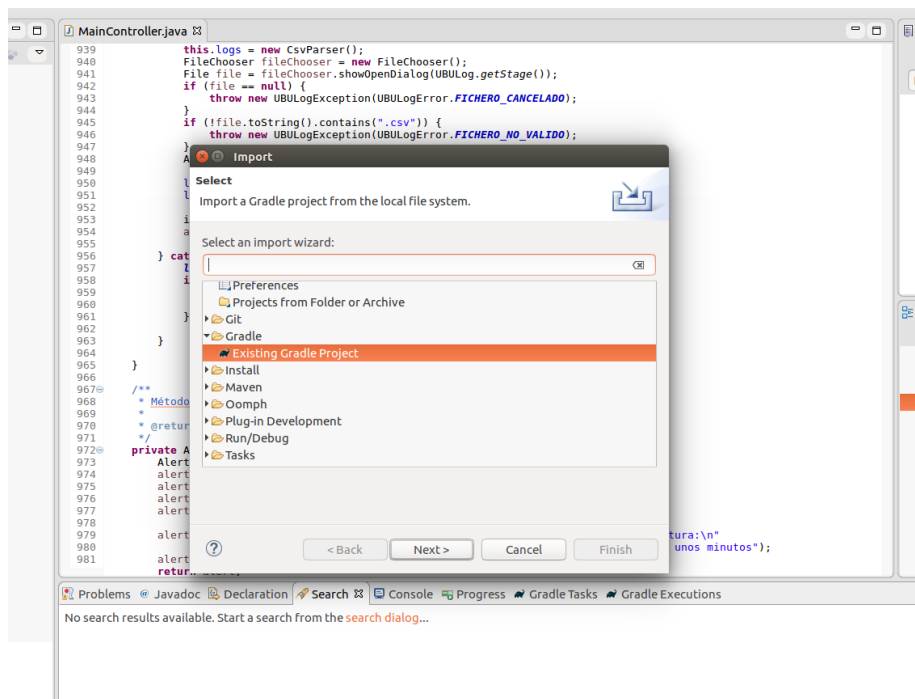 MainController.java
939 this.logs = new CsvParser();
940 FileChooser fileChooser = new FileChooser();
941 File file = fileChooser.showOpenDialog(UBULog.getStage());
942 if (file == null) {
943 throw new UBULogException(UBULogError.FICHERO_CANCELADO);
944 }
945 if (!file.toString().contains(".csv")) {
946 throw new UBULogException(UBULogError.FICHERO_NO_VALIDO);
947 }
948 A
949
950 l
951 l
952
953 i
954 a
955
956 } cat
957 l
958 i
959
960
961 }
962
963 }
964
965 }
966
967 /**
968 * Método
969 *
970 * @retur
971 */
972 private A
973 Alert
974 alert
975 alert
976 alert
977 alert
978
979 alert tura:\n"
980 unos minutos");
981 alert
return alert;
Import
Select
Import a Gradle project from the local file system.
Select an import wizard:
Preferences
Projects from Folder or Archive
Git
Gradle
Existing Gradle Project
Install
Maven
Oomph
Plug-in Development
Run/Debug
Tasks
? < Back Next > Cancel Finish
Problems @ Javadoc Declaration Search Console Progress Gradle Tasks Gradle Executions
No search results available. Start a search from the search dialog...